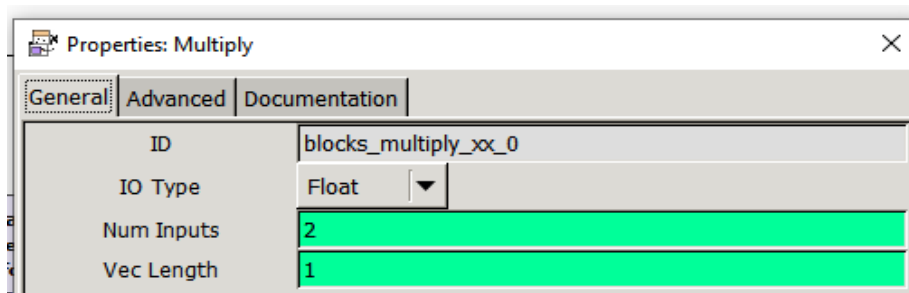 Properties: Multiply
General Advanced Documentation
ID blocks_multiply_xx_0
IO Type Float
Num Inputs 2
Vec Length 1